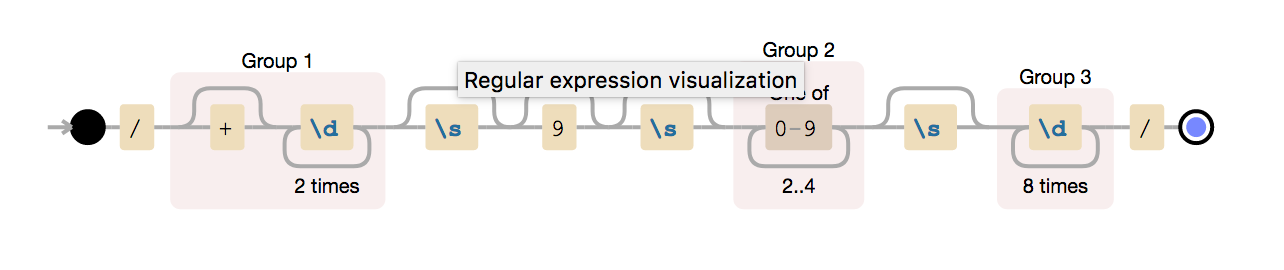 Group 1
Group 2
Group 3
Regular expression visualization
One of
/ + \d \s 9 \s 0-9 \s \d /
2 times
2..4
8 times